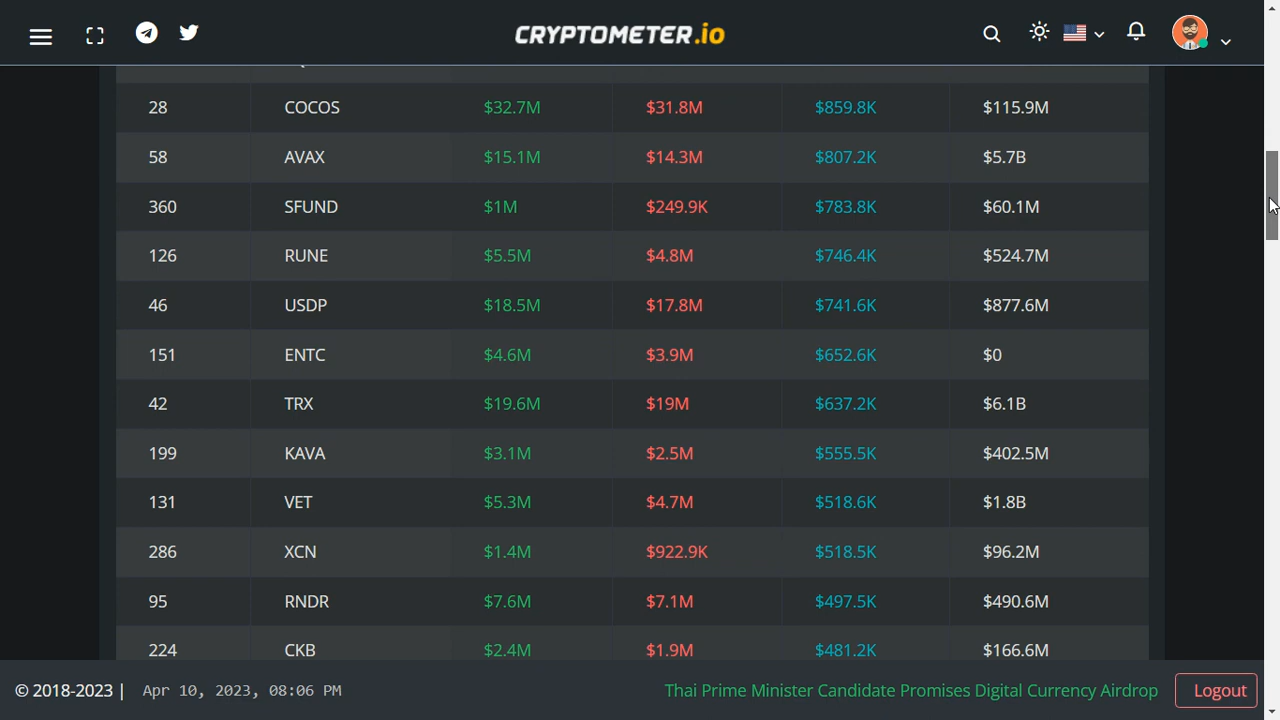 CRYPTOMETER.io
28 COCOS $32.7M $31.8M $859.8K $115.9M
58 AVAX $15.1M $14.3M $807.2K $5.7B
360 SFUND $1M $249.9K $783.8K $60.1M
126 RUNE $5.5M $4.8M $746.4K $524.7M
46 USDP $18.5M $17.8M $741.6K $877.6M
151 ENTC $4.6M $3.9M $652.6K $0
42 TRX $19.6M $19M $637.2K $6.1B
199 KAVA $3.1M $2.5M $555.5K $402.5M
131 VET $5.3M $4.7M $518.6K $1.8B
286 XCN $1.4M $922.9K $518.5K $96.2M
95 RNDR $7.6M $7.1M $497.5K $490.6M
224 CKB $2.4M $1.9M $481.2K $166.6M
© 2018-2023 | Apr 10, 2023, 08:06 PM Thai Prime Minister Candidate Promises Digital Currency Airdrop Logout